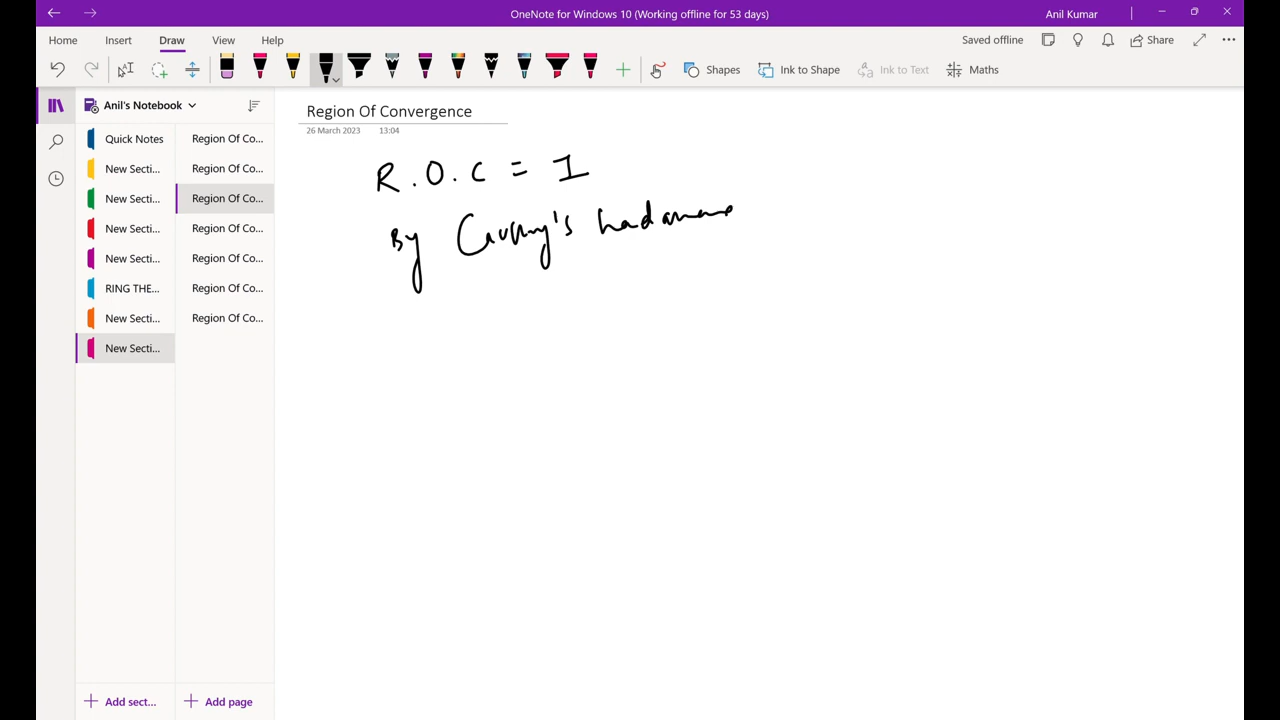 OneNote for Windows 10 (Working offline for 53 days)
Anil Kumar
Home Insert Draw View Help
Saved offline
Share
Shapes
Ink to Shape
Ink to Text
Maths
Anil's Notebook
Quick Notes
New Secti...
New Secti...
New Secti...
New Secti...
RING THE...
New Secti...
New Secti...
Add sect...
Region Of Co...
Region Of Co...
Region Of Co...
Region Of Co...
Region Of Co...
Region Of Co...
Region Of Co...
Add page
Region Of Convergence
26 March 2023 13:04
R.O.C = 1
By